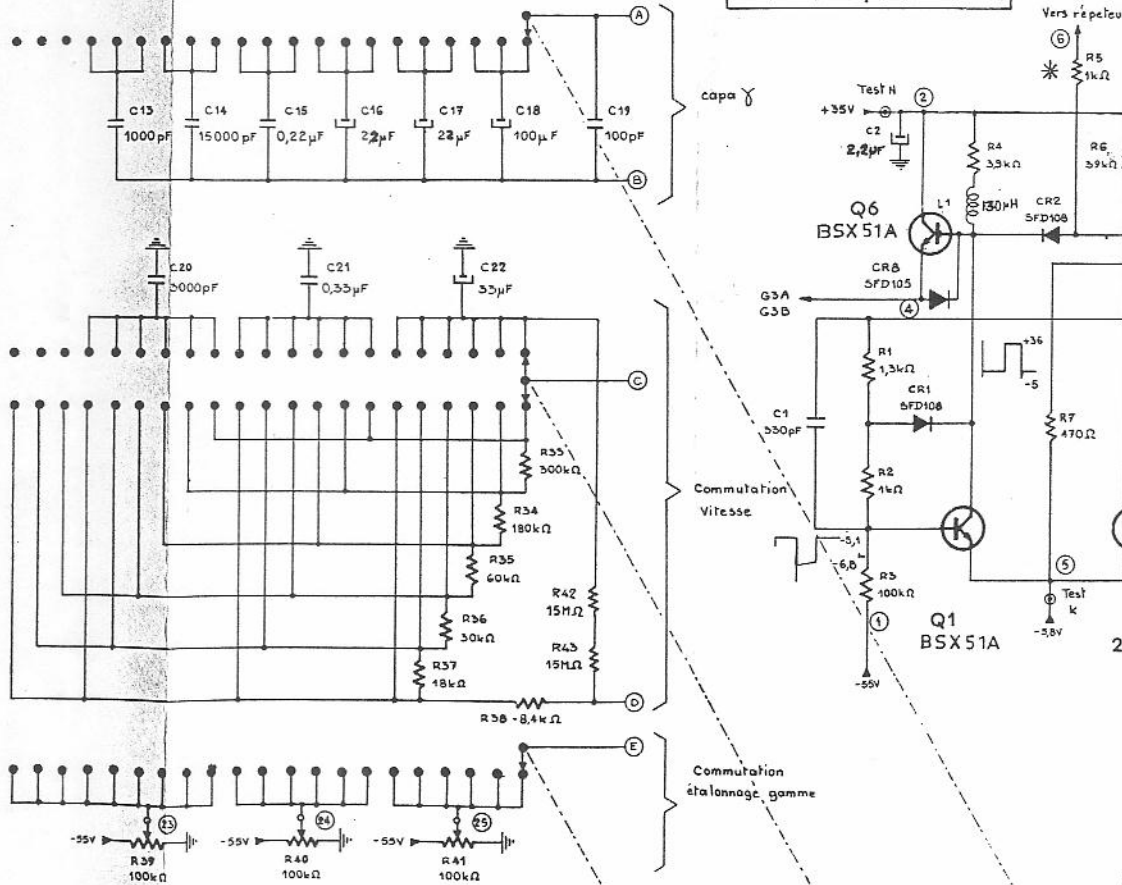 A
Vers répeteu
6
R5
1kΩ
capa γ
C13
1000pF
C14
15000pF
C15
0,22µF
C16
2,2µF
C17
22µF
C18
100µF
C19
100pF
B
Test H
2
+35V
C2
2,2µF
R4
3,9kΩ
R6
39kΩ
130µH
L1
CR2
SFD108
Q6
BSX51A
CR8
SFD105
G3A
G3B
4
C20
C21
0,33µF
C22
33µF
C
R1
1,3kΩ
+36
-5
CR1
SFD108
C1
330pF
R7
470Ω
R2
1kΩ
300kΩ
R34
180kΩ
R35
60kΩ
R36
30kΩ
R37
18kΩ
R38-8,4kΩ
R42
15MΩ
R43
15MΩ
D
Commutation
Vitesse
-5,1
-6,8
R3
100kΩ
1
-55V
Q1
BSX51A
5
Test
K
-5,8V
2
E
Commutation
étalonnage gamme
-55V
23
R39
100kΩ
-55V
24
R40
100kΩ
-55V
25
R41
100kΩ